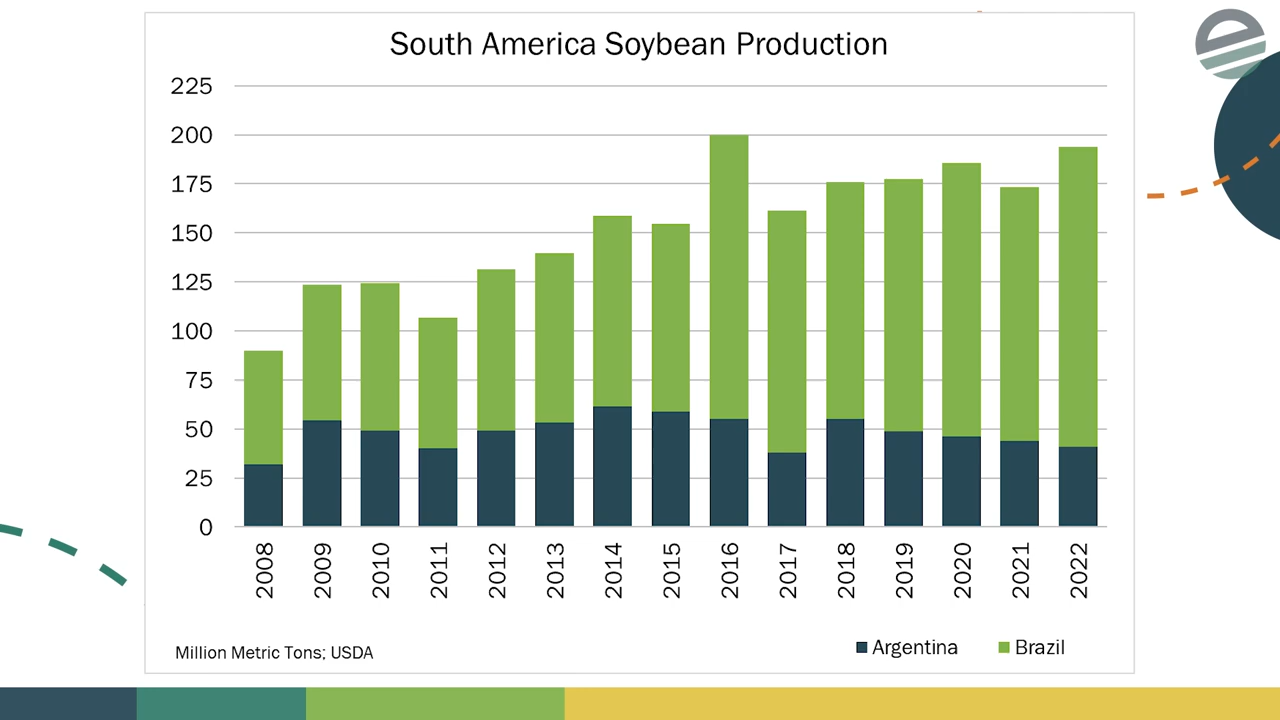 South America Soybean Production
225
200
175
150
125
100
75
50
25
0
2008 2009 2010 2011 2012 2013 2014 2015 2016 2017 2018 2019 2020 2021 2022
Million Metric Tons; USDA
Argentina Brazil